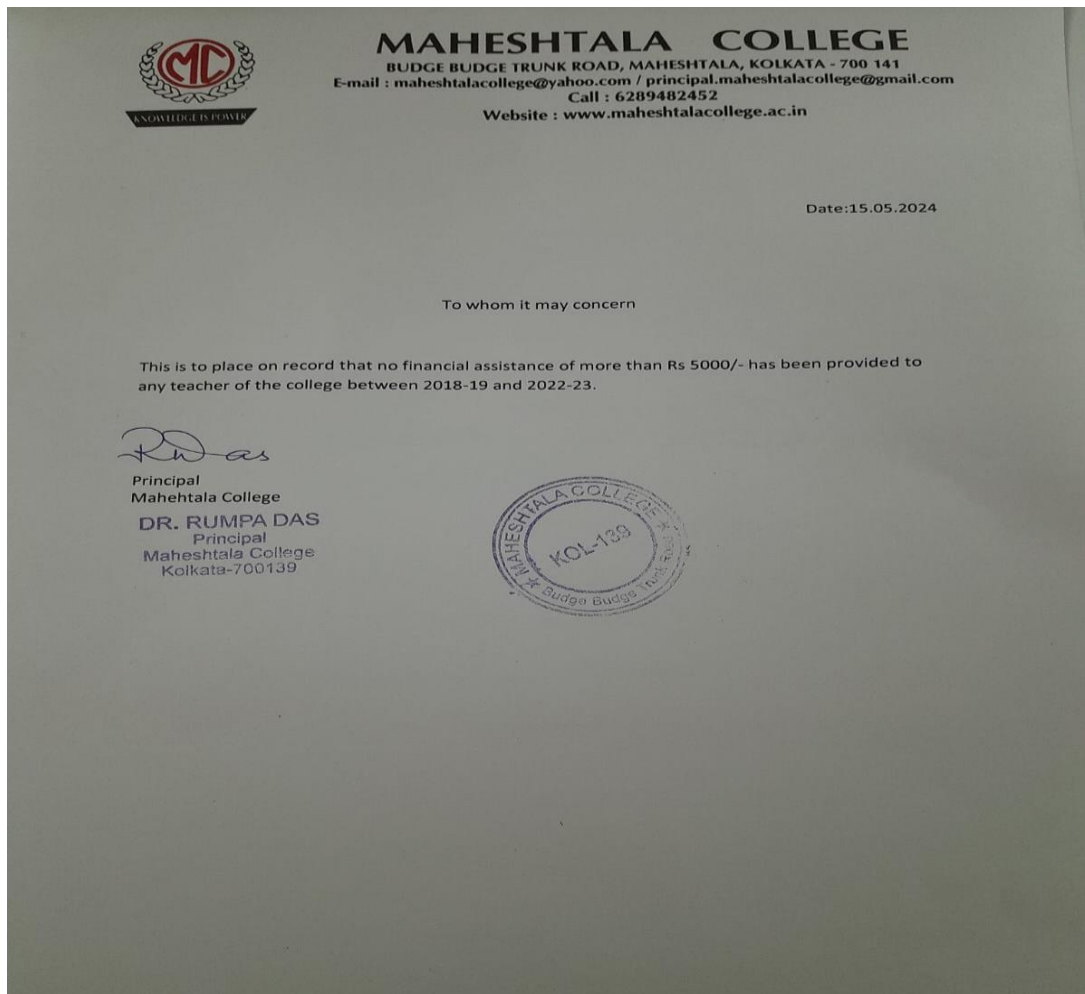 MC
KNOWLEDGE IS POWER
MAHESHTALA COLLEGE
BUDGE BUDGE TRUNK ROAD, MAHESHTALA, KOLKATA - 700 141
E-mail : maheshtalacollege@yahoo.com / principal.maheshtalacollege@gmail.com
Call : 6289482452
Website : www.maheshtalacollege.ac.in
Date:15.05.2024
To whom it may concern
This is to place on record that no financial assistance of more than Rs 5000/- has been provided to
any teacher of the college between 2018-19 and 2022-23.
RDas
Principal
Mahehtala College
DR. RUMPA DAS
Principal
Maheshtala College
Kolkata-700139
MAHESHTALA COLLEGE
KOL-139
Budge Budge Trunk Road